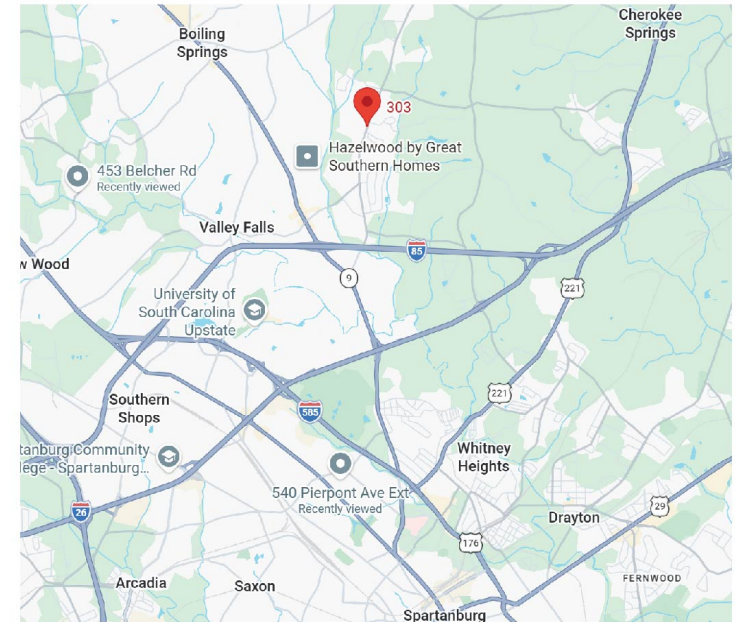 Cherokee
Springs
Boiling
Springs
303
Hazelwood by Great
Southern Homes
453 Belcher Rd
Recently viewed
Valley Falls
85
w Wood
9
221
University of
South Carolina
Upstate
221
Southern
Shops
585
Whitney
Heights
tanburg Community
lege - Spartanburg...
540 Pierpont Ave Ext
Recently viewed
26
29
Drayton
176
FERNWOOD
Arcadia
Saxon
Spartanburg